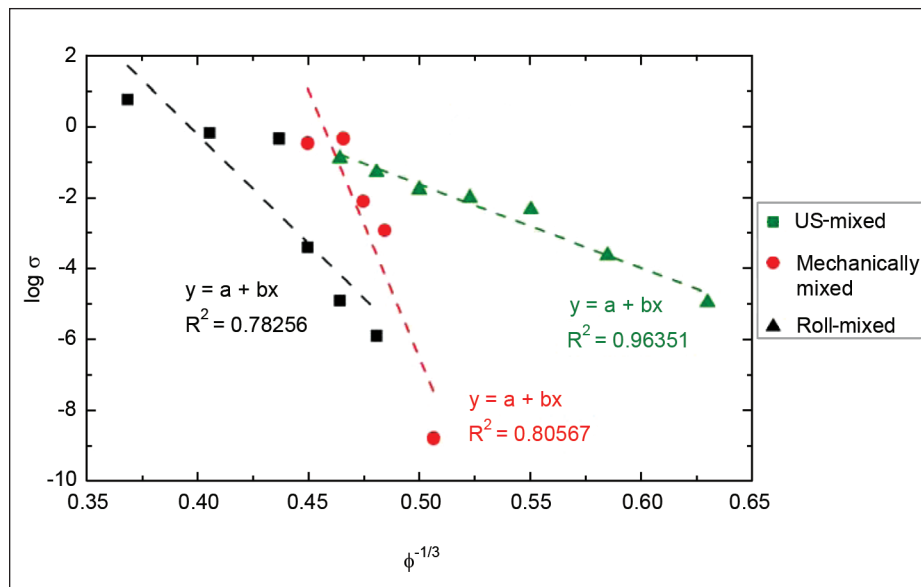 2
0
-2
-4
-6
-8
-10
log σ
0.35 0.40 0.45 0.50 0.55 0.60 0.65
ϕ^-1/3
y = a + bx
R² = 0.78256
y = a + bx
R² = 0.96351
y = a + bx
R² = 0.80567
US-mixed
Mechanically
mixed
Roll-mixed